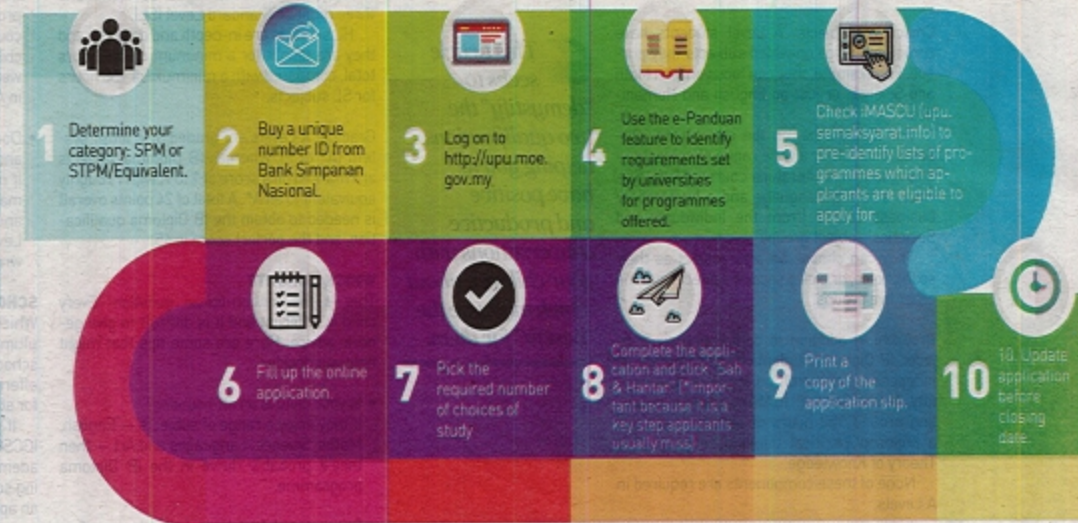 1
Determine your
category: SPM or
STPM/Equivalent.
2
Buy a unique
number ID from
Bank Simpanan
Nasional.
3
Log on to
http://upu.moe.
gov.my.
4
Use the e-Panduan
feature to identify
requirements set
by universities
for programmes
offered.
5
Check iMASCU (upu.
semaksyarat.info) to
pre-identify lists of pro-
grammes which ap-
plicants are eligible to
apply for.
6
Fill up the online
application.
7
Pick the
required number
of choices of
study
8
Complete the appli-
cation and click "Sah
& Hantar" (*impor-
tant because it is a
key step applicants
usually miss).
9
Print a
copy of the
application slip.
10
10. Update
application
before
closing
date.